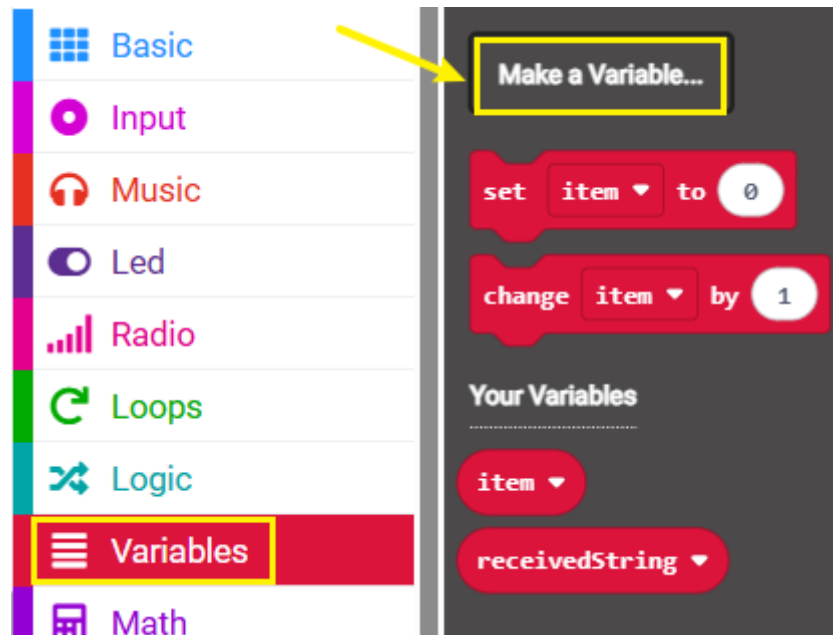 Basic
Input
Music
Led
Radio
Loops
Logic
Variables
Math
Make a Variable...
set item to 0
change item by 1
Your Variables
item
receivedString